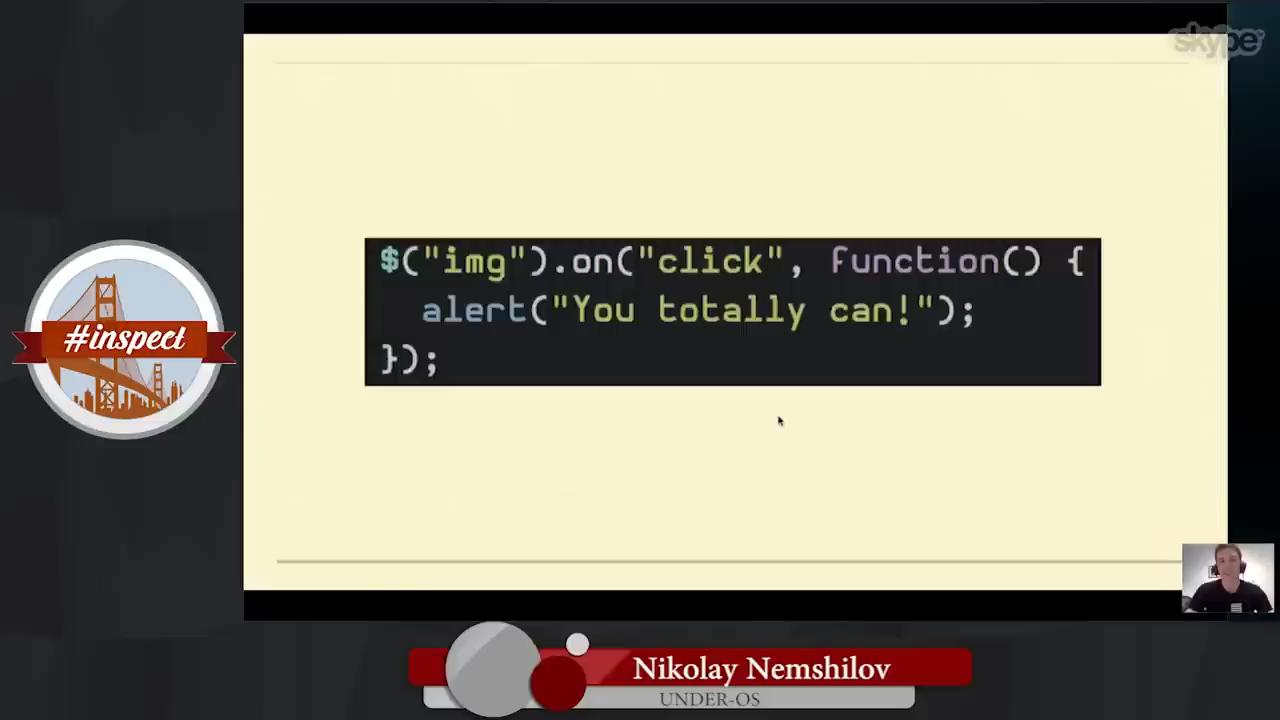 skype
$("img").on("click", function() {
alert("You totally can!");
});
#inspect
Nikolay Nemshilov
UNDER-OS